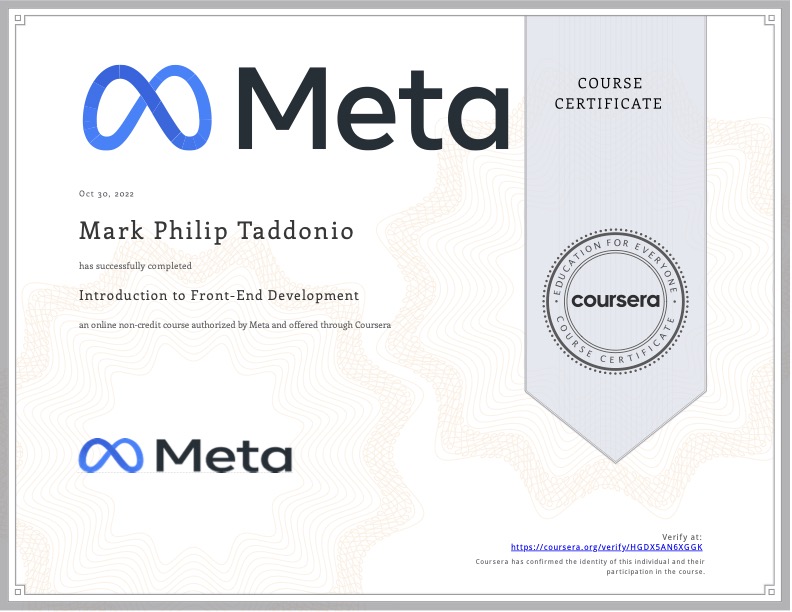 Meta
COURSE
CERTIFICATE
Oct 30, 2022
Mark Philip Taddonio
has successfully completed
Introduction to Front-End Development
an online non-credit course authorized by Meta and offered through Coursera
EDUCATION FOR EVERYONE
coursera
COURSE CERTIFICATE
Meta
Verify at:
https://coursera.org/verify/HGDX5AN6XGGK
Coursera has confirmed the identity of this individual and their
participation in the course.